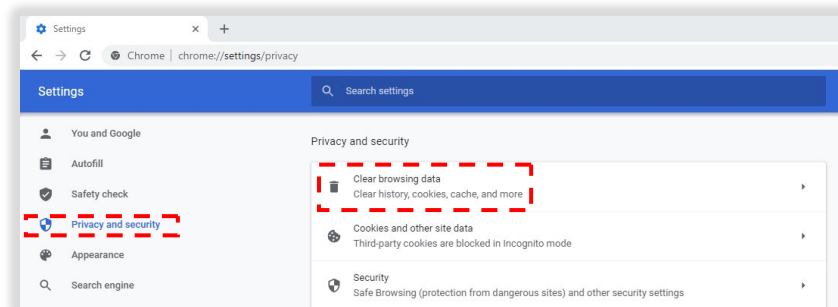 Settings
Chrome | chrome://settings/privacy
Settings
Search settings
You and Google
Autofill
Safety check
Privacy and security
Appearance
Search engine
Privacy and security
Clear browsing data
Clear history, cookies, cache, and more
Cookies and other site data
Third-party cookies are blocked in Incognito mode
Security
Safe Browsing (protection from dangerous sites) and other security settings